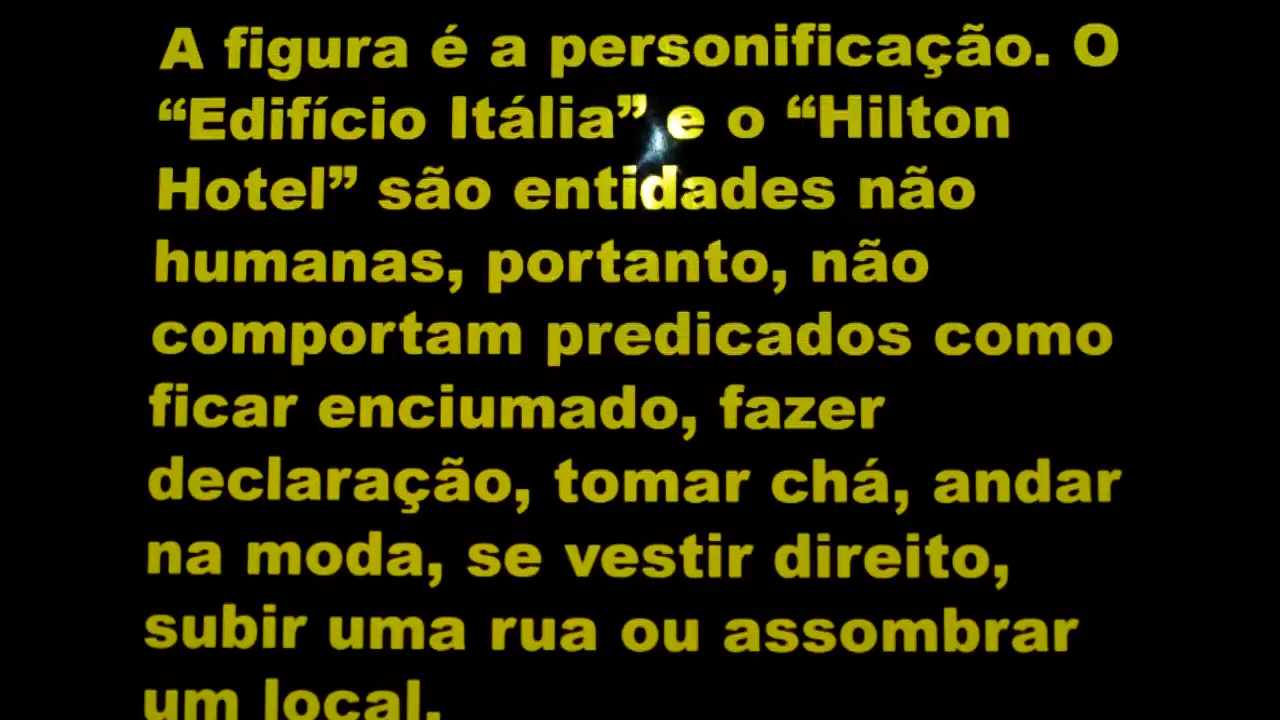 A figura é a personificação. O
“Edifício Itália” e o “Hilton
Hotel” são entidades não
humanas, portanto, não
comportam predicados como
ficar enciumado, fazer
declaração, tomar chá, andar
na moda, se vestir direito,
subir uma rua ou assombrar
um local.